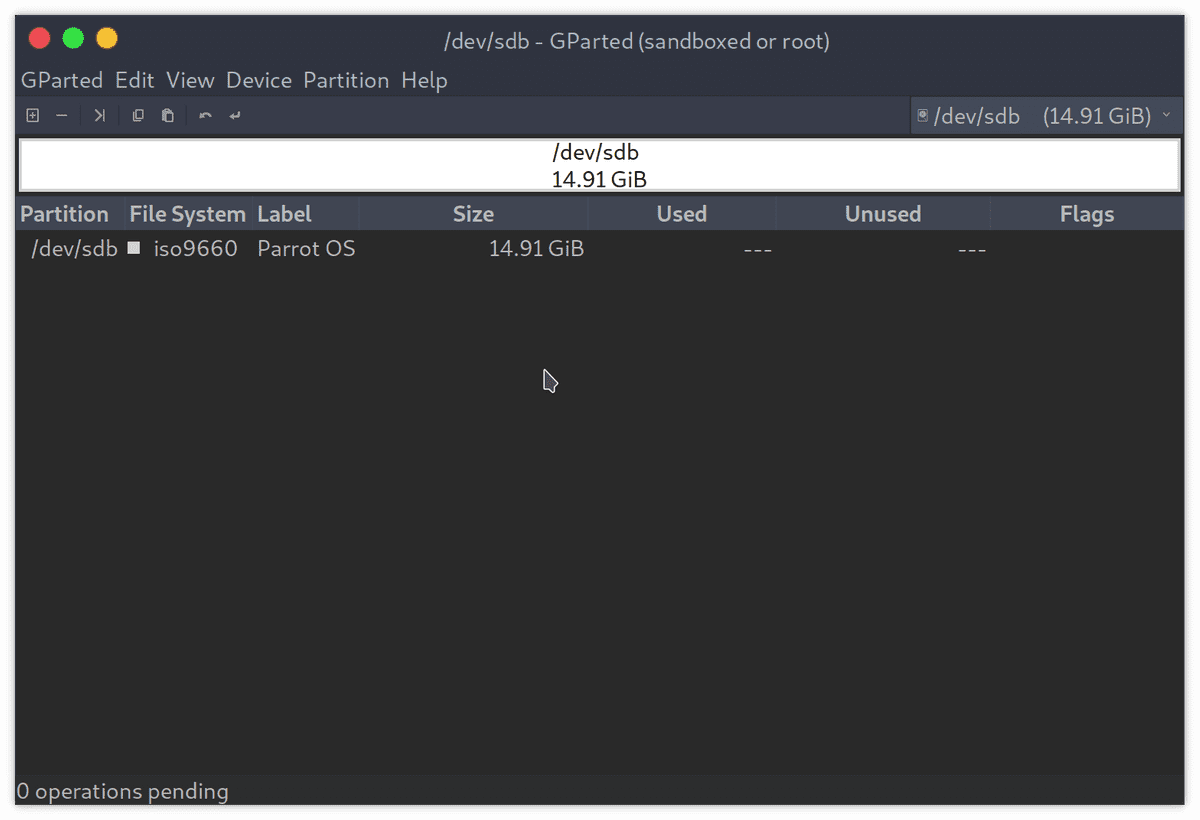 /dev/sdb - GParted (sandboxed or root)
GParted Edit View Device Partition Help
/dev/sdb (14.91 GiB)
/dev/sdb
14.91 GiB
Partition File System Label Size Used Unused Flags
/dev/sdb iso9660 Parrot OS 14.91 GiB --- ---
0 operations pending